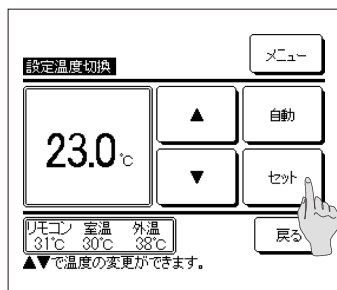 メニュー
設定温度切換
23.0℃
▲
自動
▼
セット
リモコン 室温 外温
31℃ 30℃ 38℃
戻る
▲▼で温度の変更ができます。